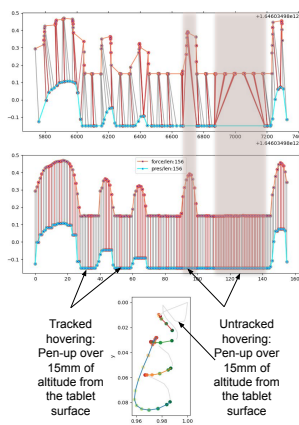 +1.64603498e12
0.5
0.4
0.3
0.2
0.1
0.0
−0.1
5800 6000 6200 6400 6600 6800 7000 7200 740
+1.64603498e12
0.5
0.4
0.3
0.2
0.1
0.0
−0.1
force/len:156
pres/len:156
0 20 40 60 80 100 120 140 160
Tracked
hovering:
Pen-up over
15mm of
altitude from
the tablet
surface
0.00
0.02
0.04
0.06
0.08
y
0.96 0.98 1.00
Untracked
hovering:
Pen-up over
15mm of
altitude from
the tablet
surface